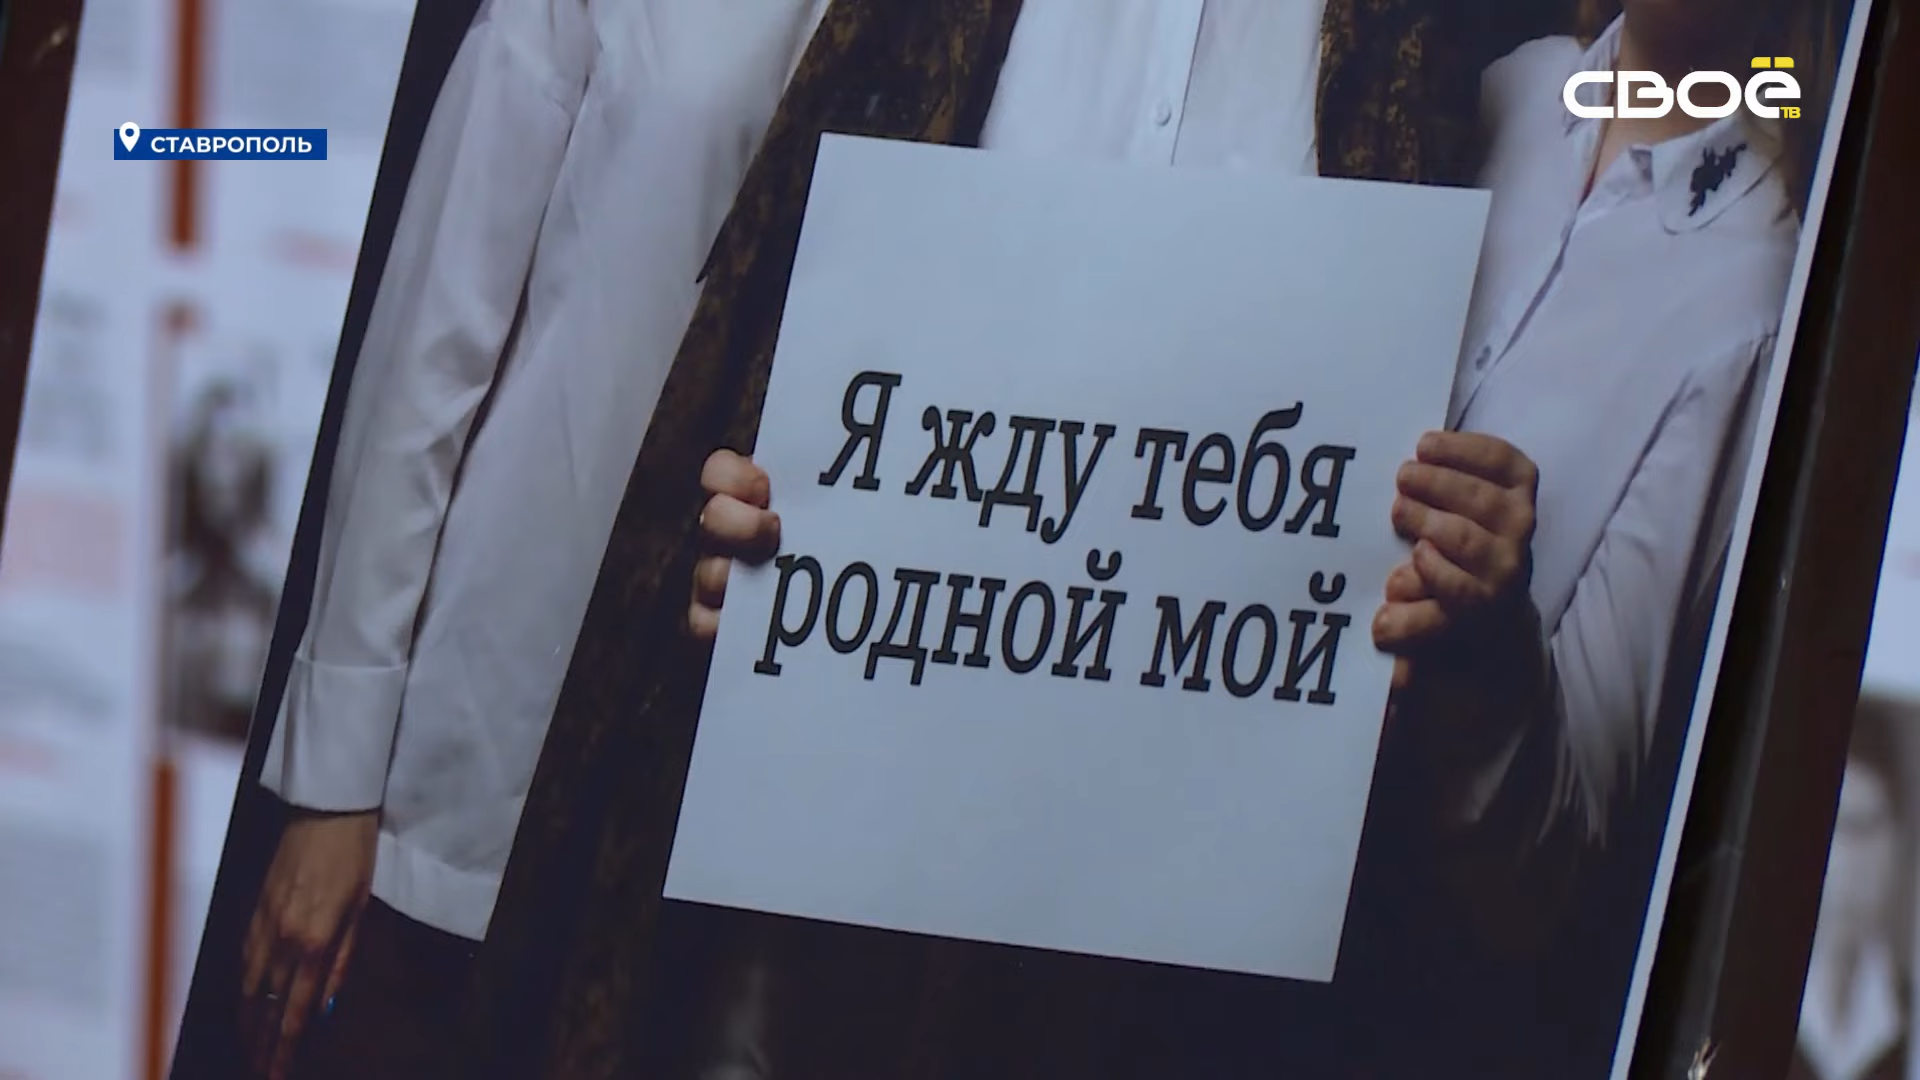 СТАВРОПОЛЬ
СВОЁ
ТВ
Я жду тебя
родной мой